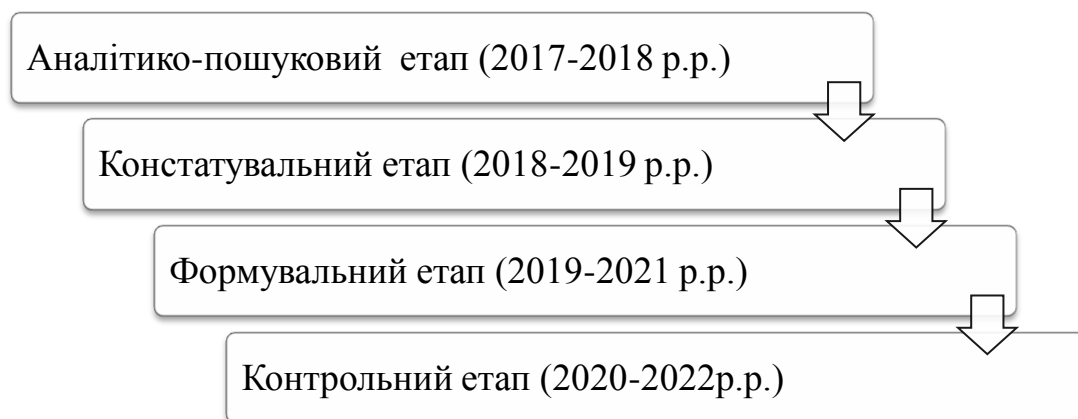 Аналітико-пошуковий етап (2017-2018 р.р.)
Констатувальний етап (2018-2019 р.р.)
Формувальний етап (2019-2021 р.р.)
Контрольний етап (2020-2022р.р.)